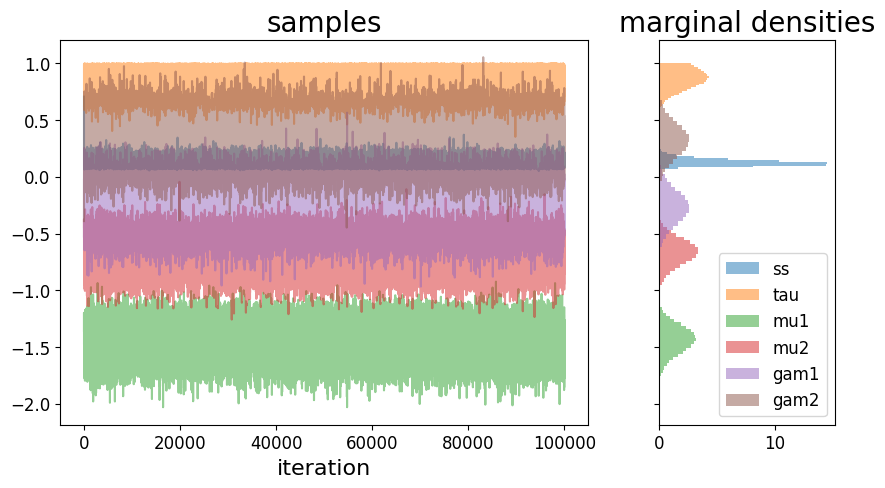 samples
marginal densities
1.0
0.5
0.0
−0.5
−1.0
−1.5
−2.0
0 20000 40000 60000 80000 100000
iteration
0 10
ss
tau
mu1
mu2
gam1
gam2